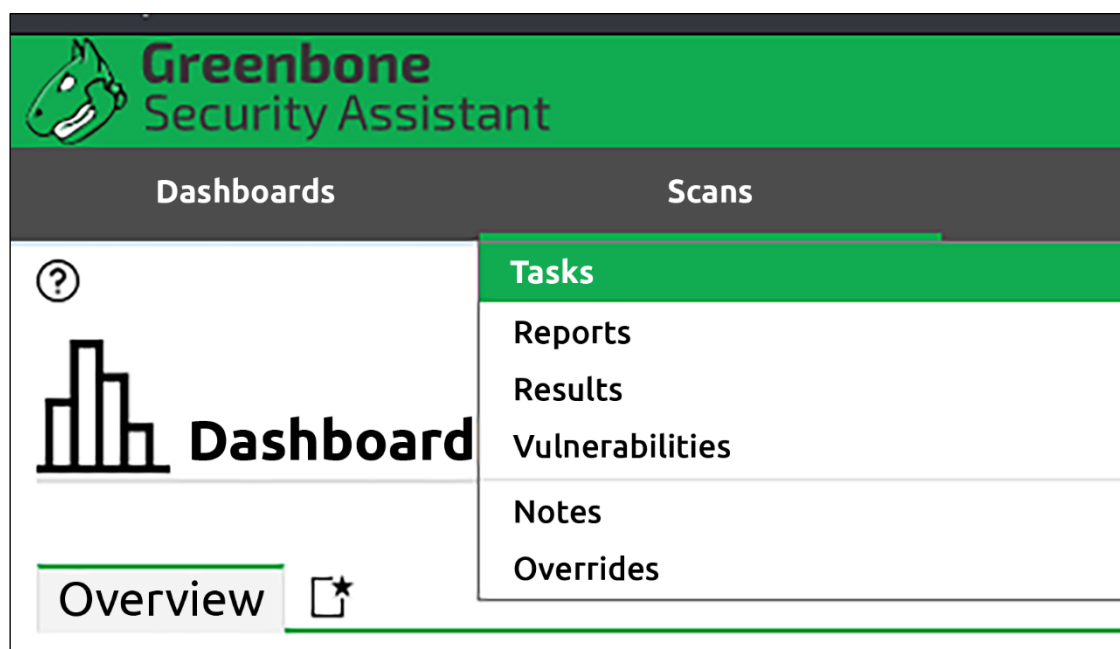 Greenbone
Security Assistant
Dashboards Scans
Tasks
Reports
Results
Vulnerabilities
Notes
Overrides
?
Dashboard
Overview